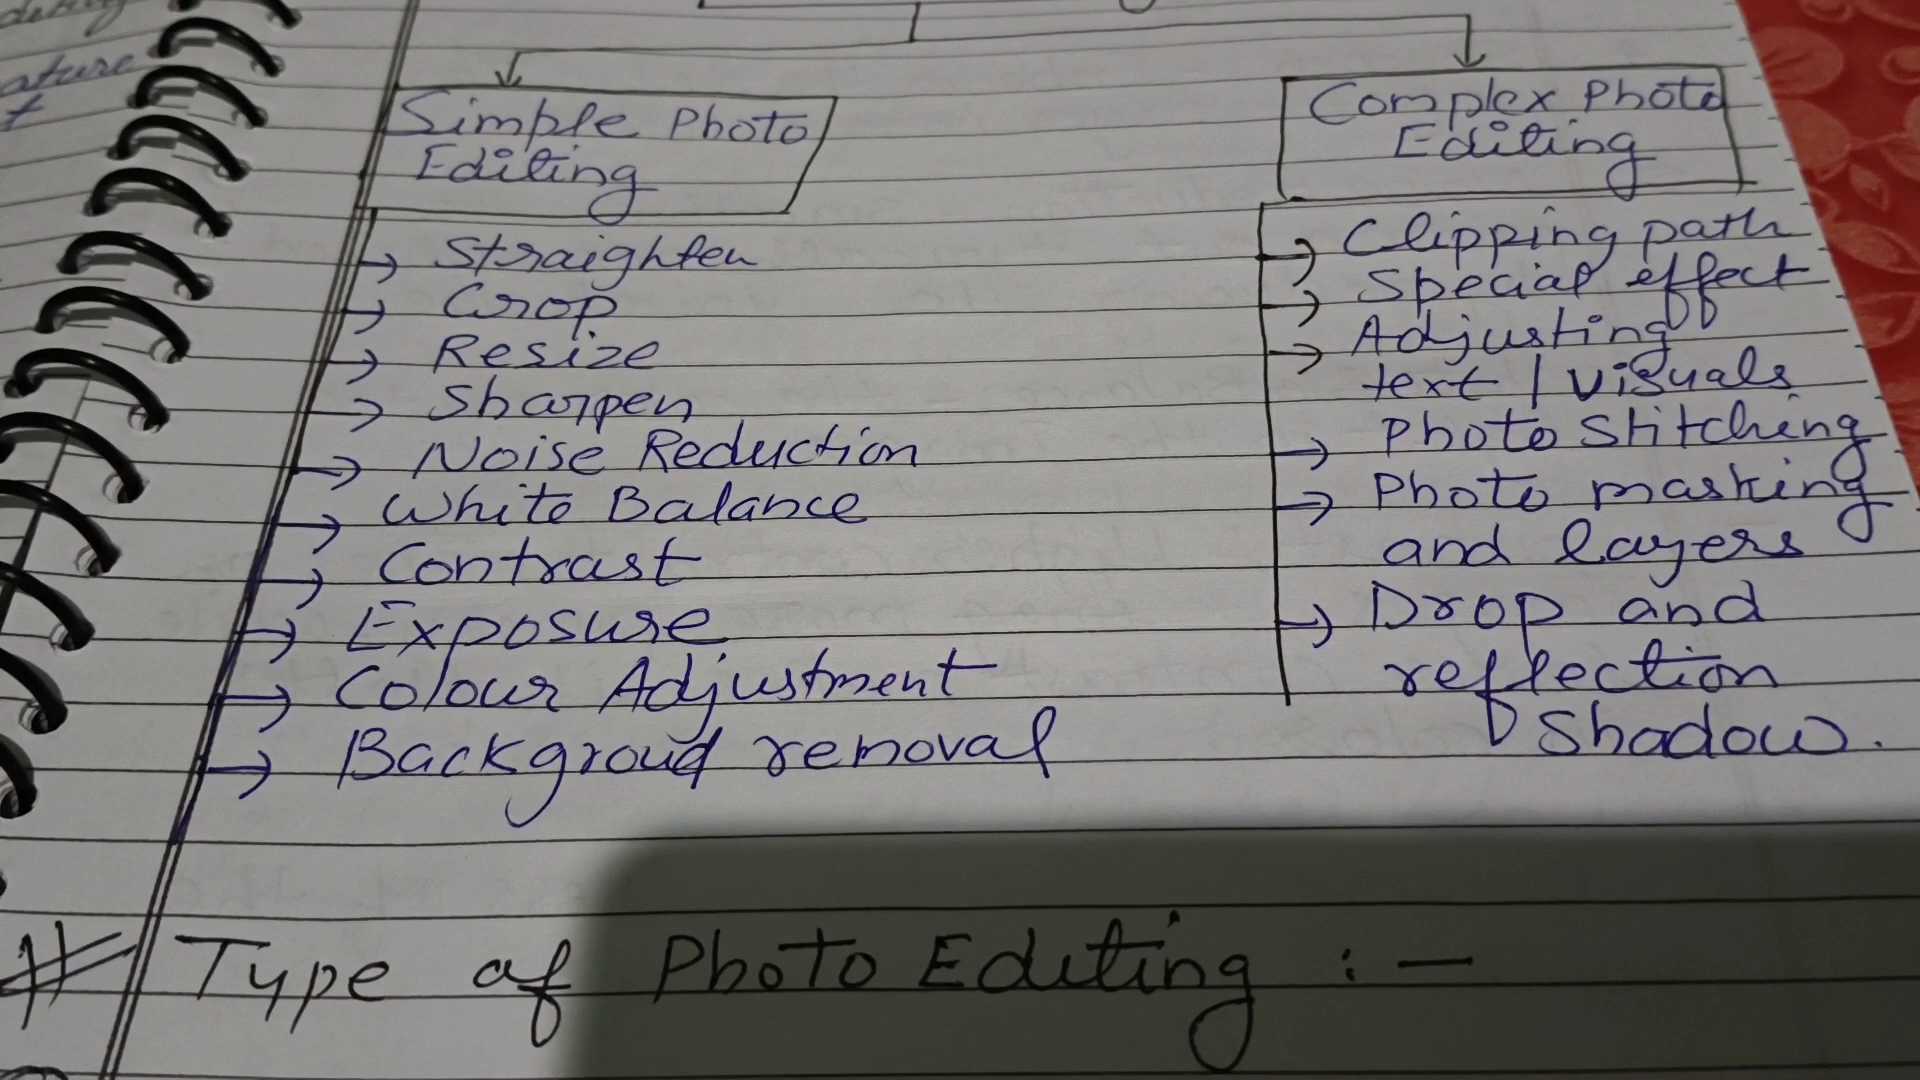 ature
Simple Photo
Editing
Straighten
Crop
Resize
Sharpen
Noise Reduction
White Balance
Contrast
Exposure
Colour Adjustment
Backgroud removal
Complex Photo
Editing
Clipping path
Special effect
Adjusting
text / visuals
Photo Stitching
Photo masking
and layers
Drop and
reflection
Shadow.
# Type of Photo Editing : -